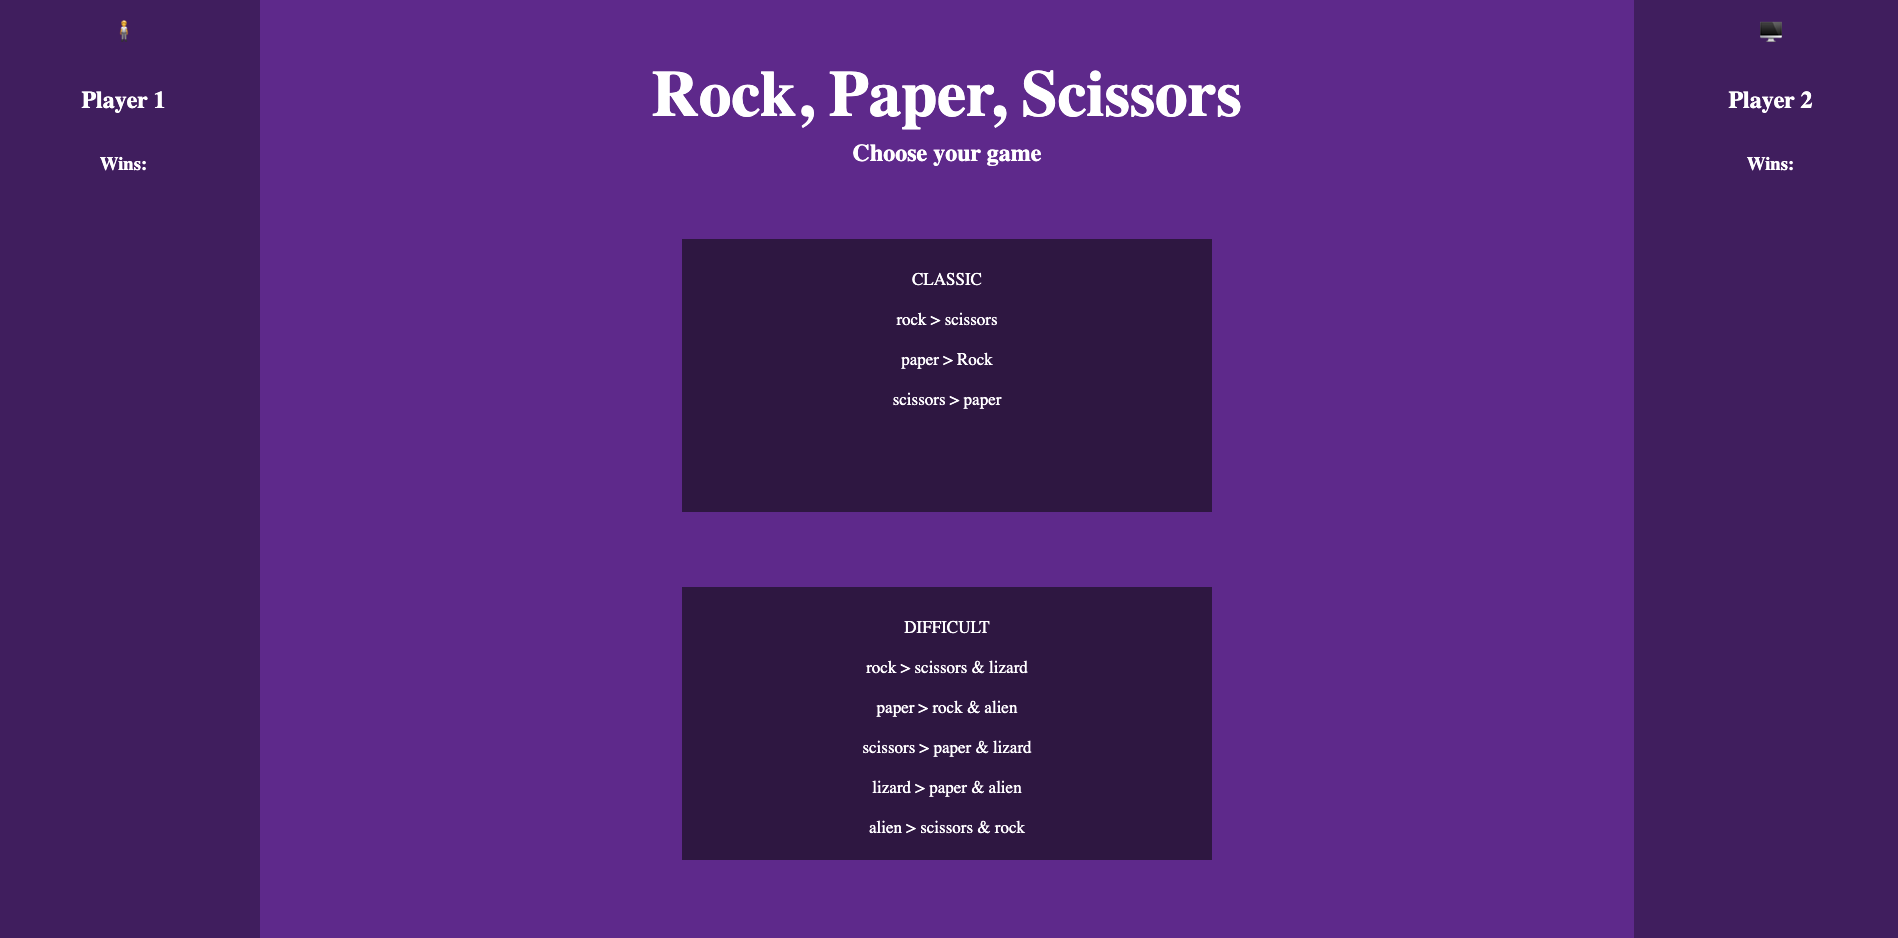 Player 1
Wins:
Rock, Paper, Scissors
Choose your game
CLASSIC
rock > scissors
paper > Rock
scissors > paper
DIFFICULT
rock > scissors & lizard
paper > rock & alien
scissors > paper & lizard
lizard > paper & alien
alien > scissors & rock
Player 2
Wins: